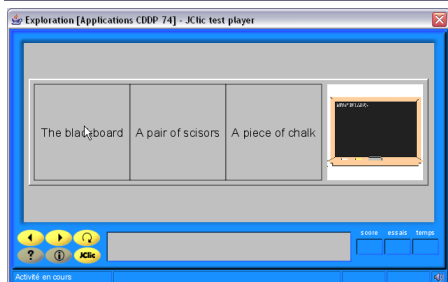 Exploration [Applications CDDP 74] - JClic test player
The blackboard
A pair of scisors
A piece of chalk
JClic
score essais temps
Activité en cours